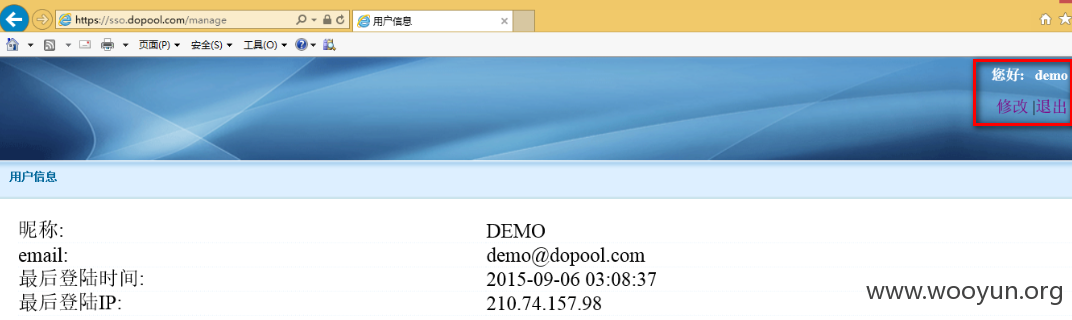 https://sso.dopool.com/manage
用户信息
页面(P) 安全(S) 工具(O)
您好: demo
修改 |退出
用户信息
昵称: DEMO
email: demo@dopool.com
最后登陆时间: 2015-09-06 03:08:37
最后登陆IP: 210.74.157.98
www.wooyun.org